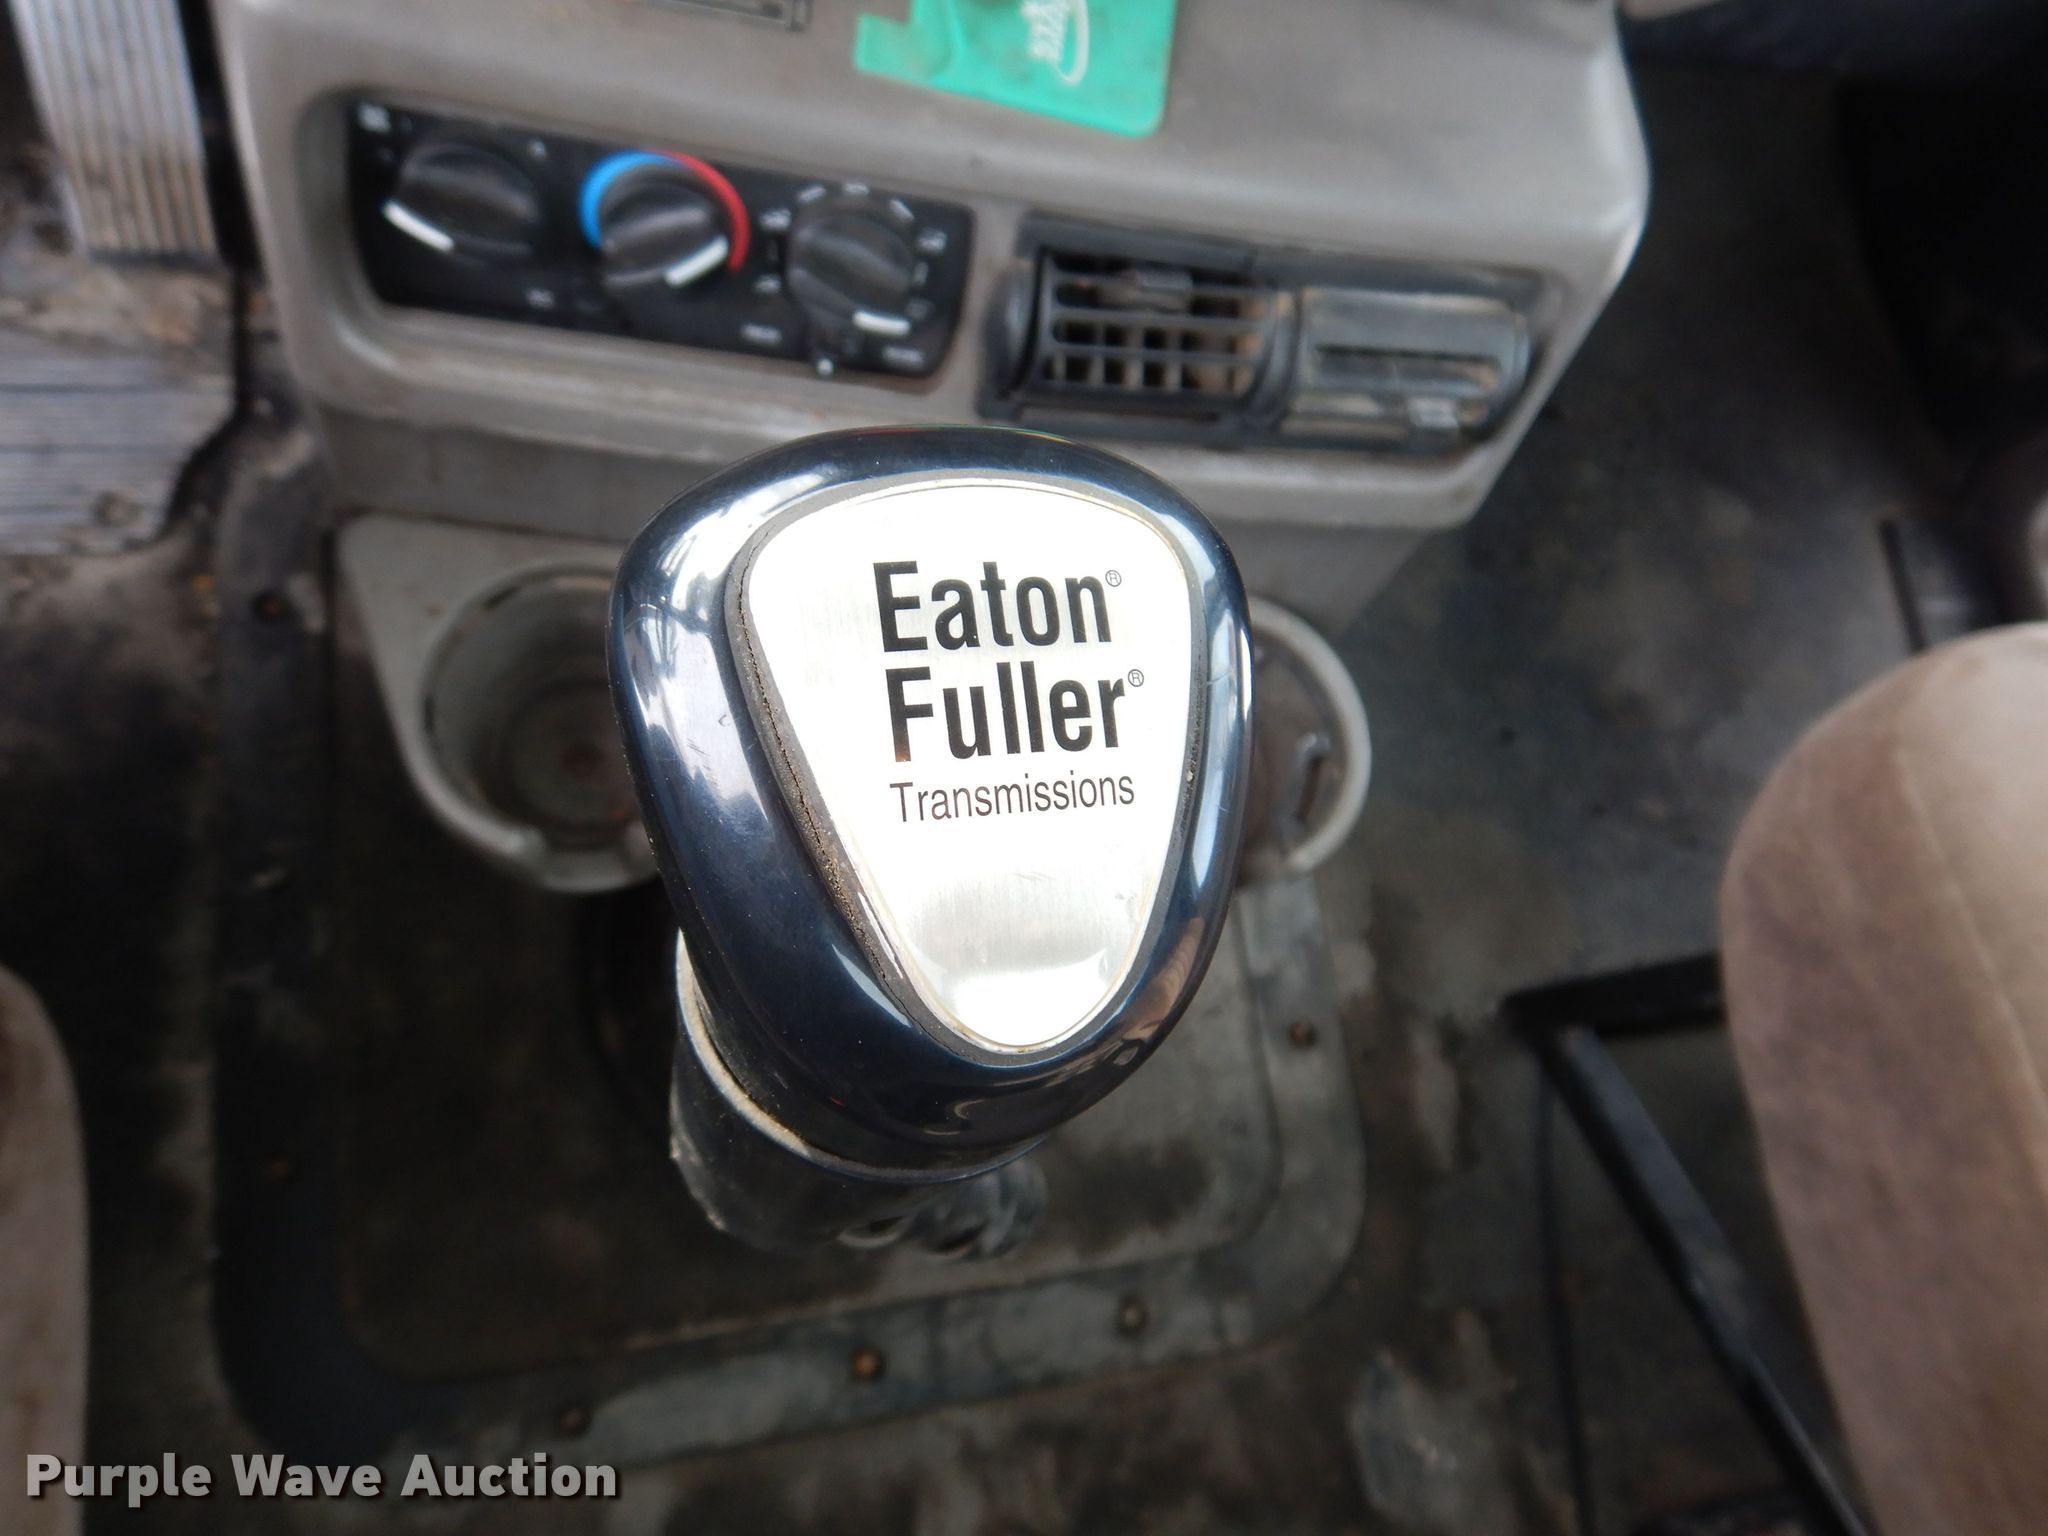 Eaton®
Fuller®
Transmissions
Purple Wave Auction